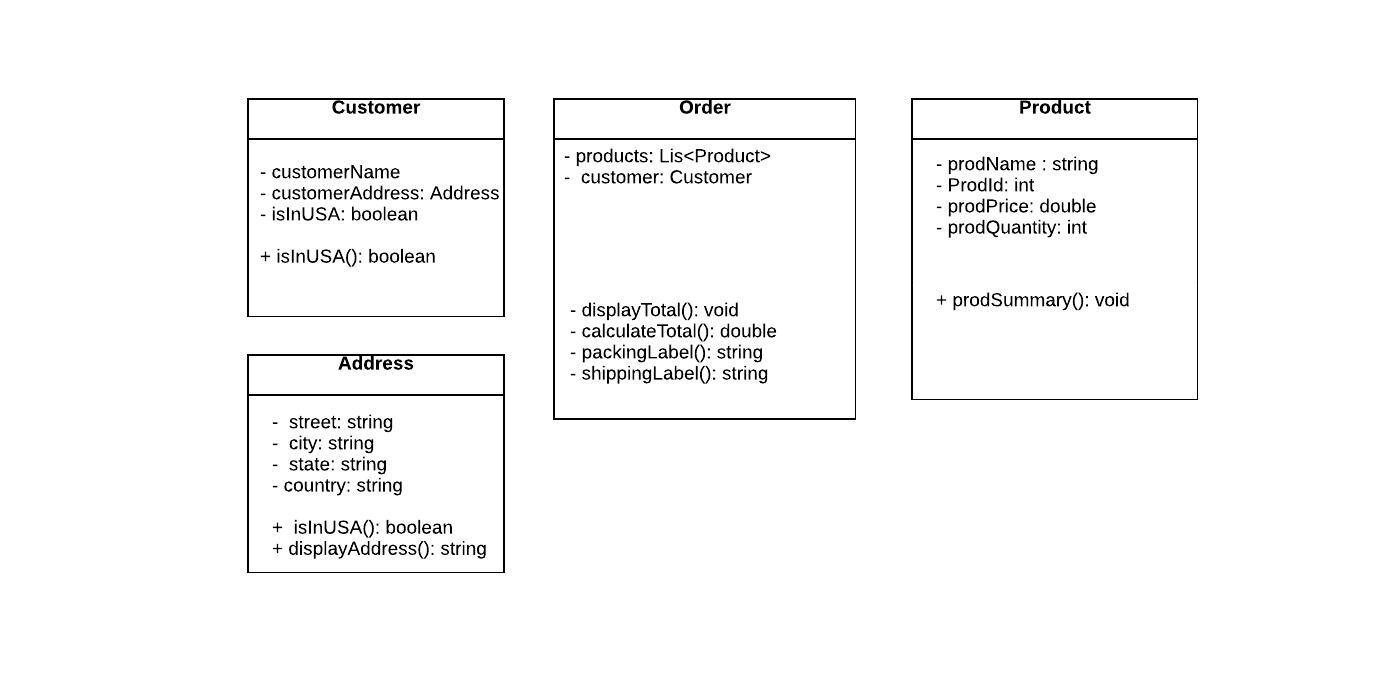 Customer
- customerName
- customerAddress: Address
- isInUSA: boolean
+ isInUSA(): boolean
Address
-  street: string
-  city: string
-  state: string
- country: string
+  isInUSA(): boolean
+ displayAddress(): string
Order
- products: Lis<Product>
-  customer: Customer
- displayTotal(): void
- calculateTotal(): double
- packingLabel(): string
- shippingLabel(): string
Product
- prodName : string
- ProdId: int
- prodPrice: double
- prodQuantity: int
+ prodSummary(): void